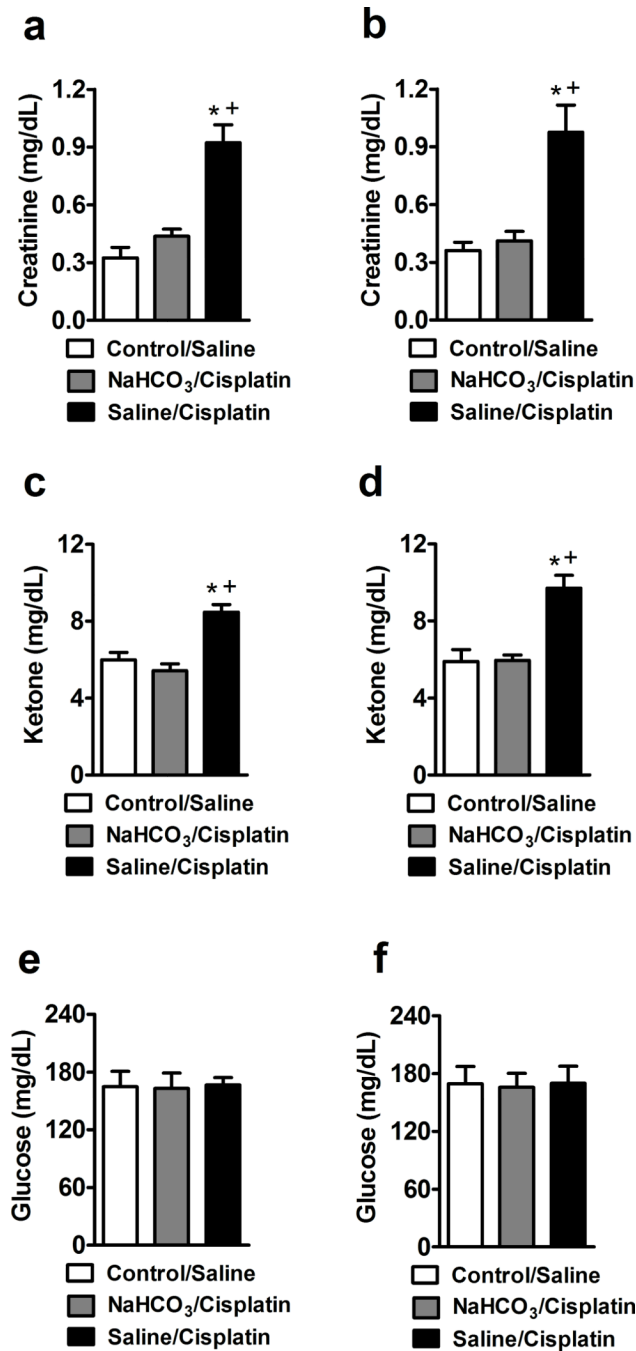 a
* +
Creatinine (mg/dL)
1.2
0.9
0.6
0.3
0.0
Control/Saline
NaHCO₃/Cisplatin
Saline/Cisplatin
b
* +
Creatinine (mg/dL)
1.2
0.9
0.6
0.3
0.0
Control/Saline
NaHCO₃/Cisplatin
Saline/Cisplatin
c
* +
Ketone (mg/dL)
12
8
4
0
Control/Saline
NaHCO₃/Cisplatin
Saline/Cisplatin
d
* +
Ketone (mg/dL)
12
8
4
0
Control/Saline
NaHCO₃/Cisplatin
Saline/Cisplatin
e
Glucose (mg/dL)
240
180
120
60
0
Control/Saline
NaHCO₃/Cisplatin
Saline/Cisplatin
f
Glucose (mg/dL)
240
180
120
60
0
Control/Saline
NaHCO₃/Cisplatin
Saline/Cisplatin